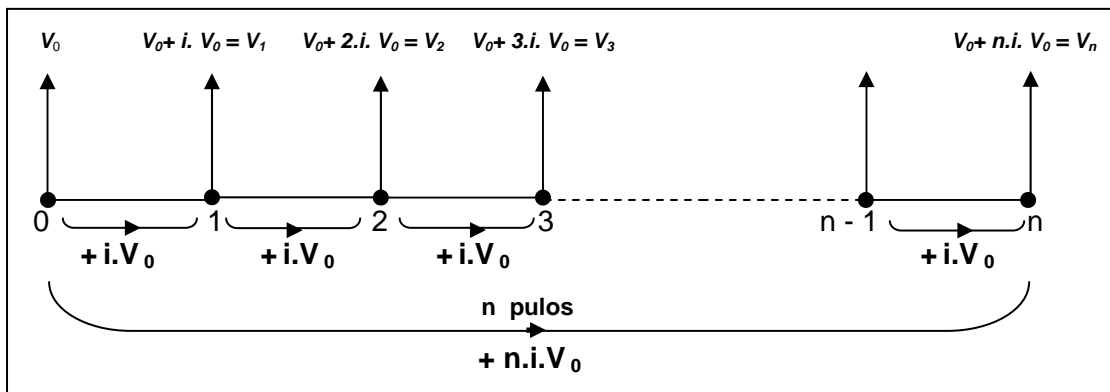 V₀ V₀+ i. V₀ = V₁ V₀+ 2.i. V₀ = V₂ V₀+ 3.i. V₀ = V₃ V₀+ n.i. V₀ = Vₙ
0 1 2 3 n - 1 n
+ i.V₀ + i.V₀ + i.V₀ + i.V₀
n pulos
+ n.i.V₀